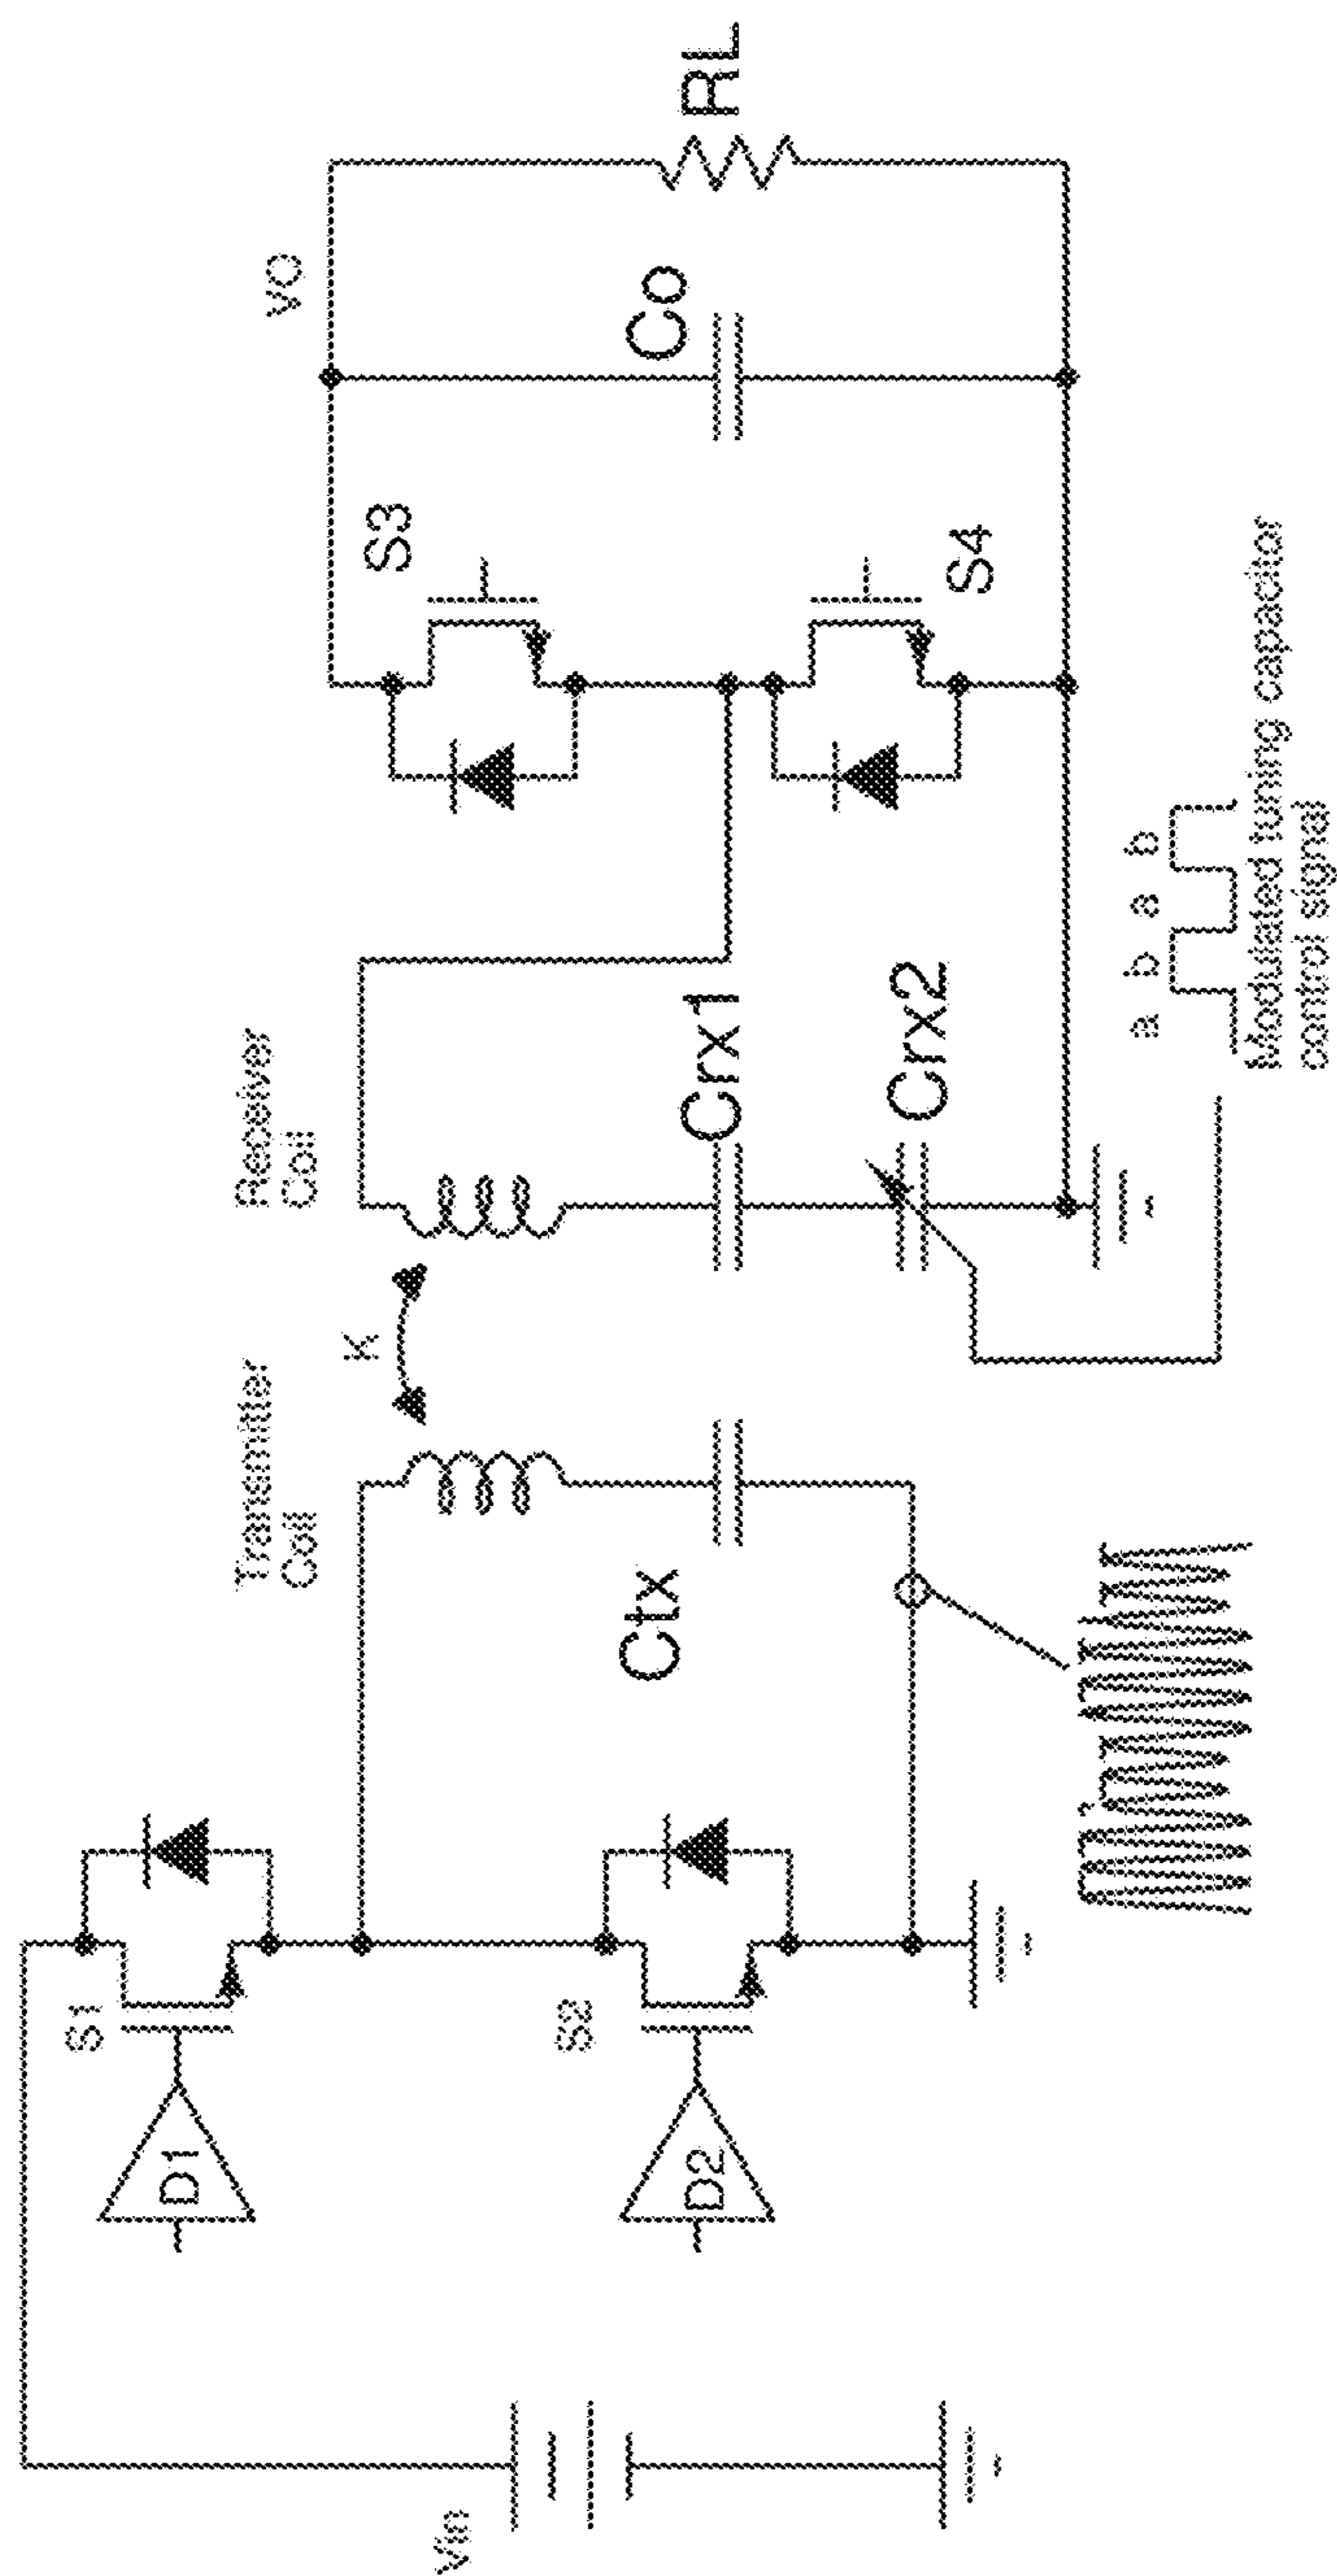 Vin
D1
S1
D2
S2
Transmitter
Coil
Ctx
K
Receiver
Coil
Crx1
Crx2
S3
S4
vo
Co
RL
a b a b
Modulated tuning capacitor
control signal